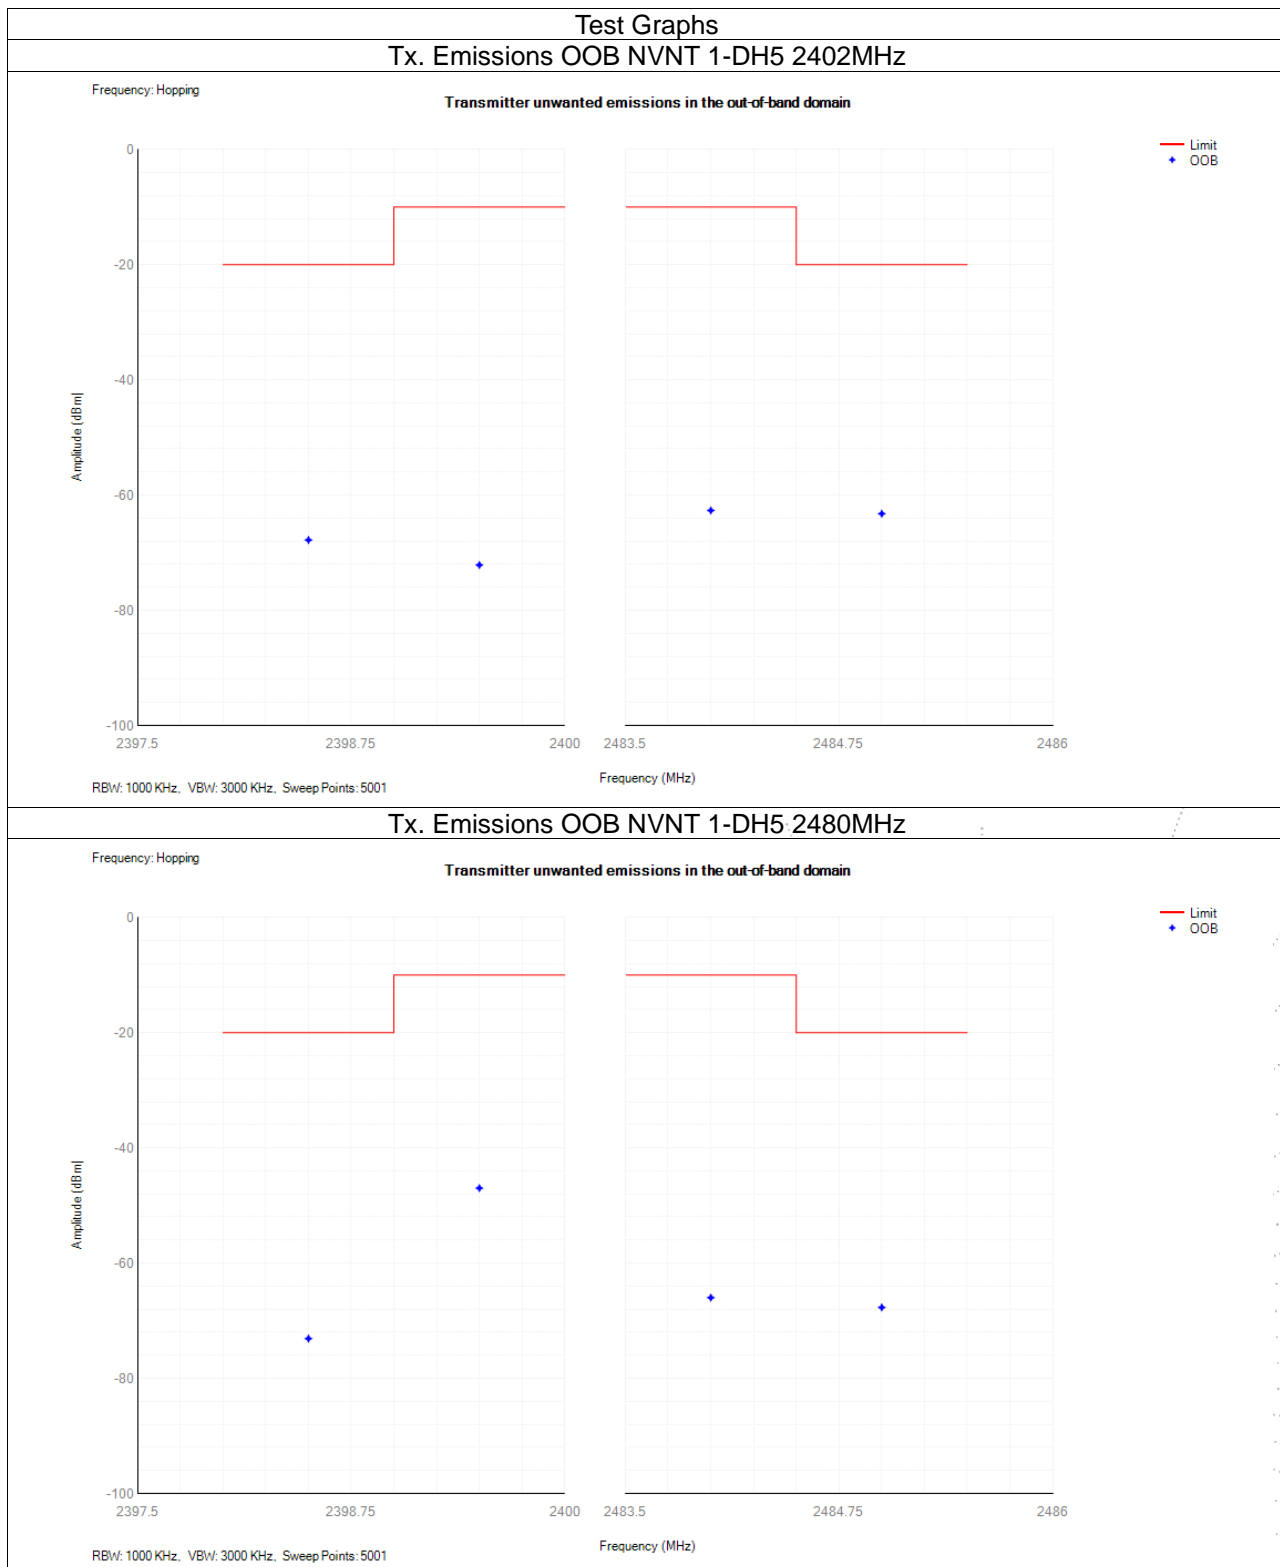 Test Graphs
Tx. Emissions OOB NVNT 1-DH5 2402MHz
Frequency: Hopping
Transmitter unwanted emissions in the out-of-band domain
Limit
OOB
0
-20
-40
-60
-80
-100
Amplitude [dBm]
2397.5 2398.75 2400 2483.5 2484.75 2486
Frequency (MHz)
RBW: 1000 KHz, VBW: 3000 KHz, Sweep Points: 5001
Tx. Emissions OOB NVNT 1-DH5 2480MHz
Frequency: Hopping
Transmitter unwanted emissions in the out-of-band domain
Limit
OOB
0
-20
-40
-60
-80
-100
Amplitude [dBm]
2397.5 2398.75 2400 2483.5 2484.75 2486
Frequency (MHz)
RBW: 1000 KHz, VBW: 3000 KHz, Sweep Points: 5001